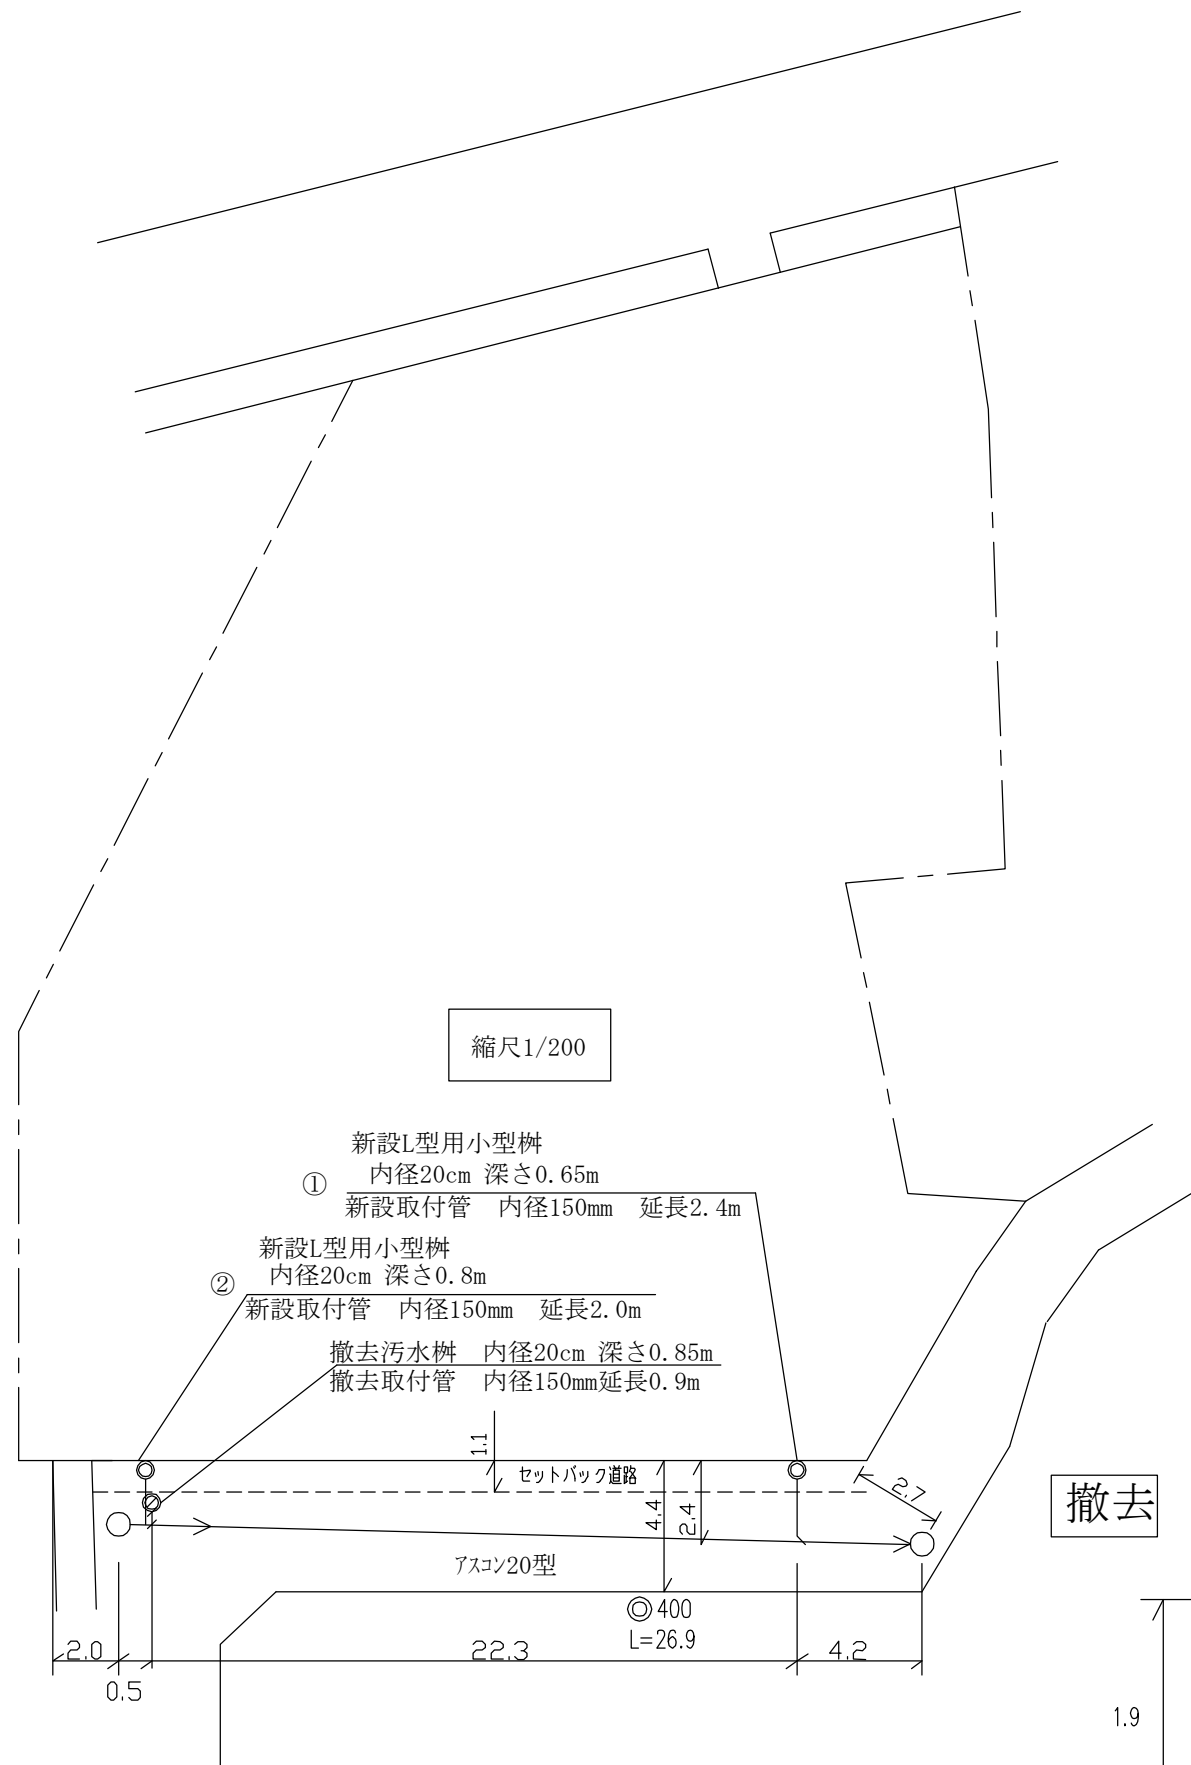 縮尺1/200
新設L型用小型桝
① 内径20cm 深さ0.65m
新設取付管 内径150mm 延長2.4m
新設L型用小型桝
② 内径20cm 深さ0.8m
新設取付管 内径150mm 延長2.0m
撤去汚水桝 内径20cm 深さ0.85m
撤去取付管 内径150mm延長0.9m
1.1
セットバック道路
4.4
2.4
2.7
撤去
アスコン20型
◎400
L=26.9
2.0
0.5
22.3
4.2
1.9